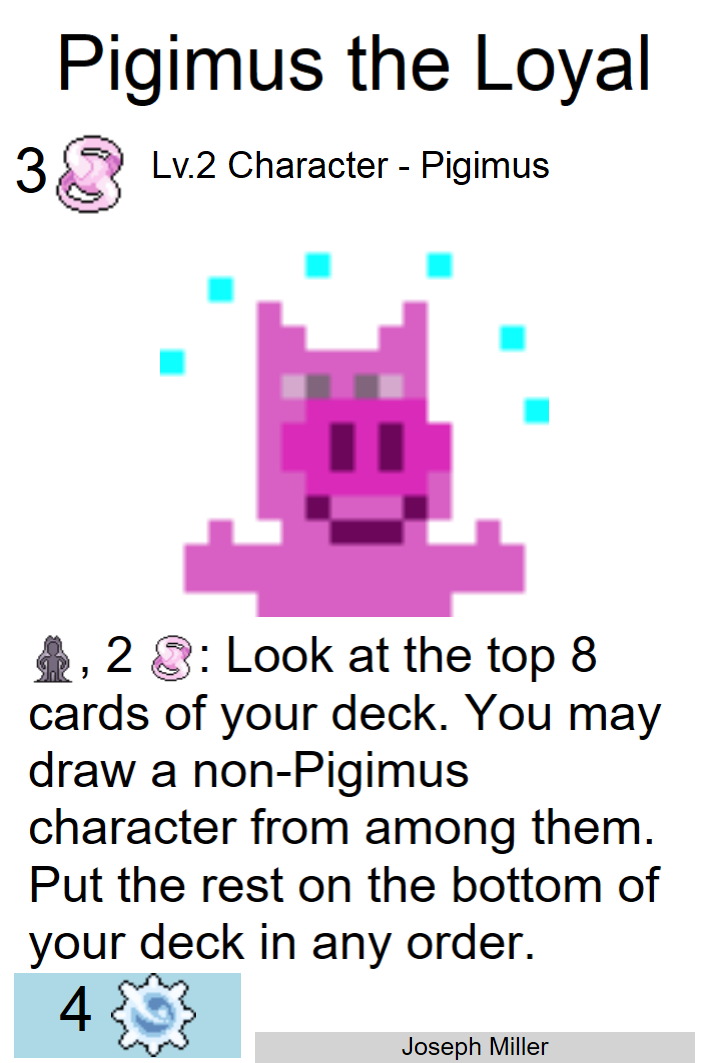 Pigimus the Loyal
3
Lv.2 Character - Pigimus
, 2 : Look at the top 8
cards of your deck. You may
draw a non-Pigimus
character from among them.
Put the rest on the bottom of
your deck in any order.
4
Joseph Miller